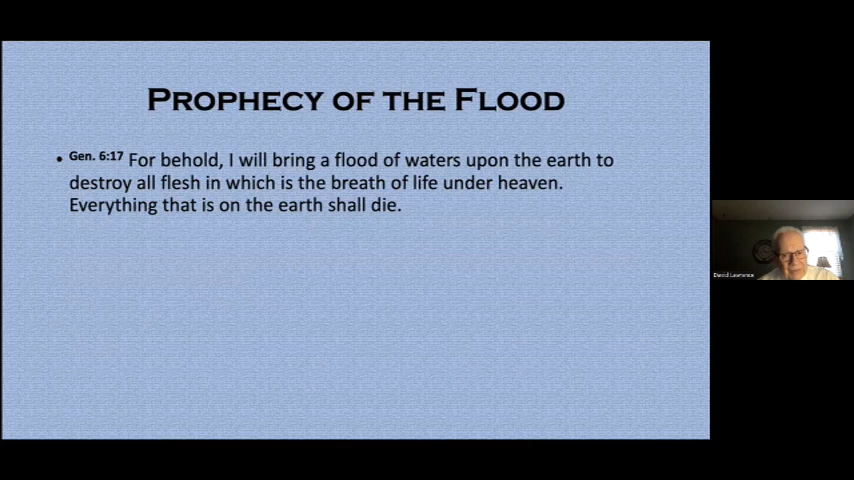 PROPHECY OF THE FLOOD
• Gen. 6:17 For behold, I will bring a flood of waters upon the earth to
destroy all flesh in which is the breath of life under heaven.
Everything that is on the earth shall die.
David Lawrence